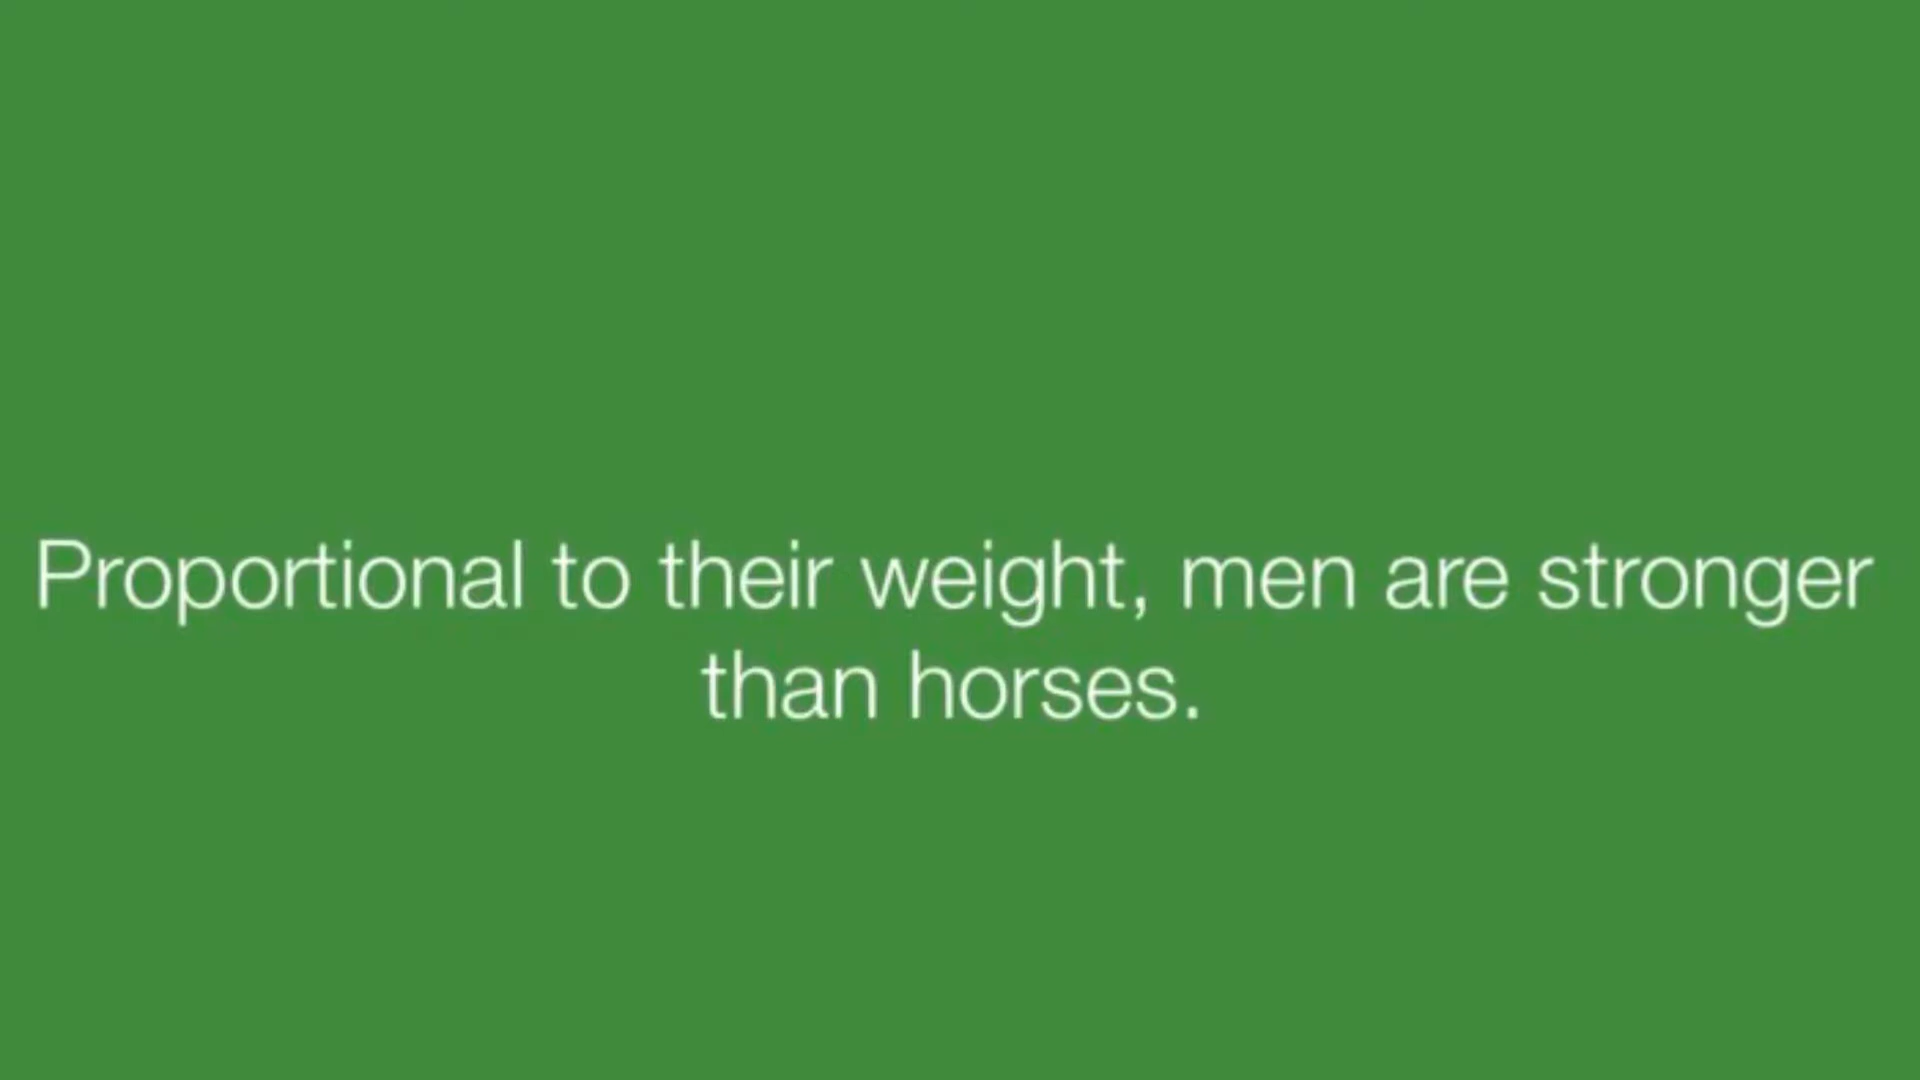 Proportional to their weight, men are stronger
than horses.